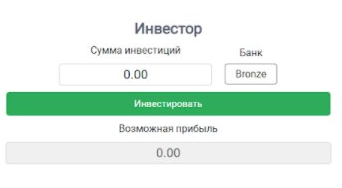 Инвестор
Сумма инвестиций Банк
0.00 Bronze
Инвестировать
Возможная прибыль
0.00